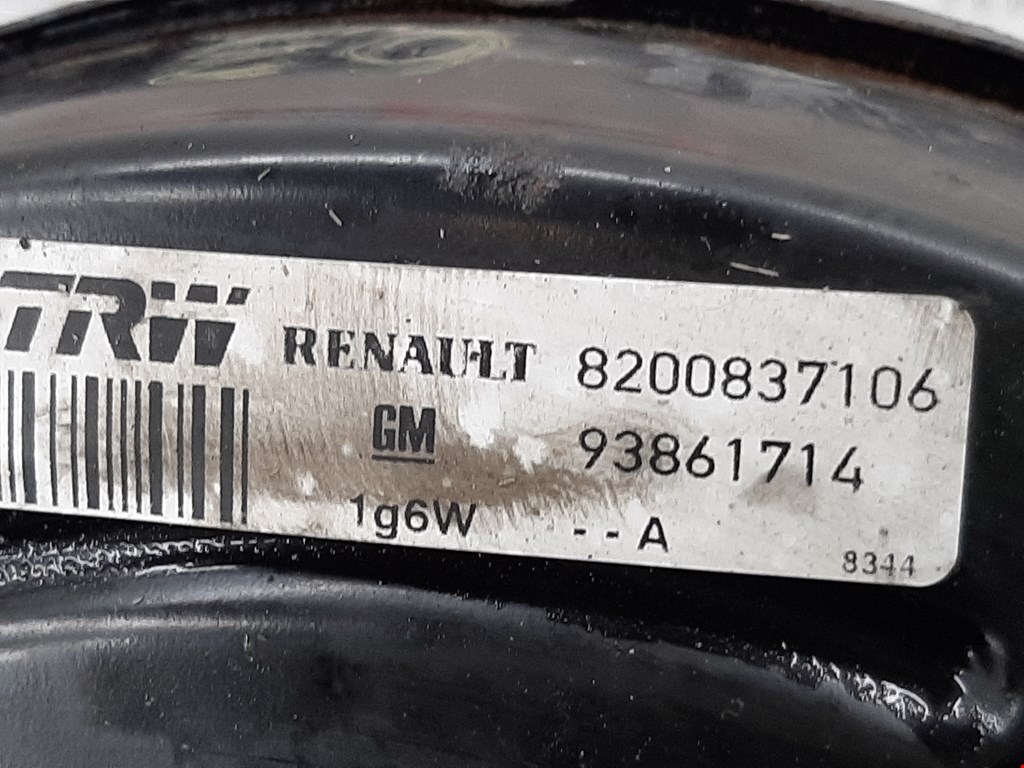 TRW RENAULT 8200837106
GM 93861714
1g6W --A
8344